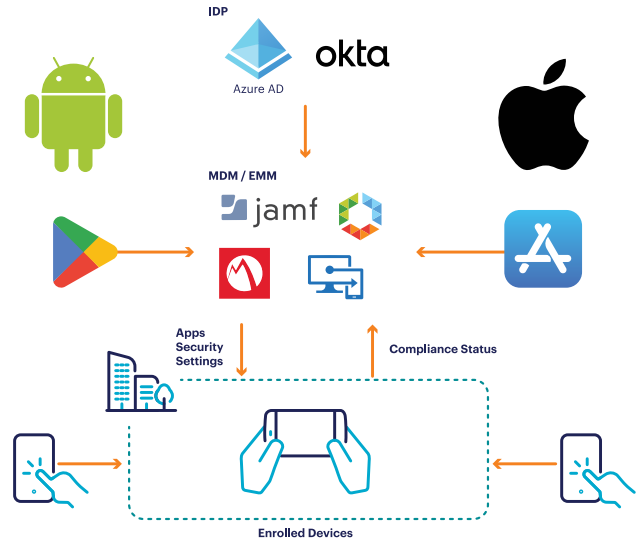 IDP
okta
Azure AD
MDM / EMM
jamf
Apps
Security
Settings
Compliance Status
Enrolled Devices